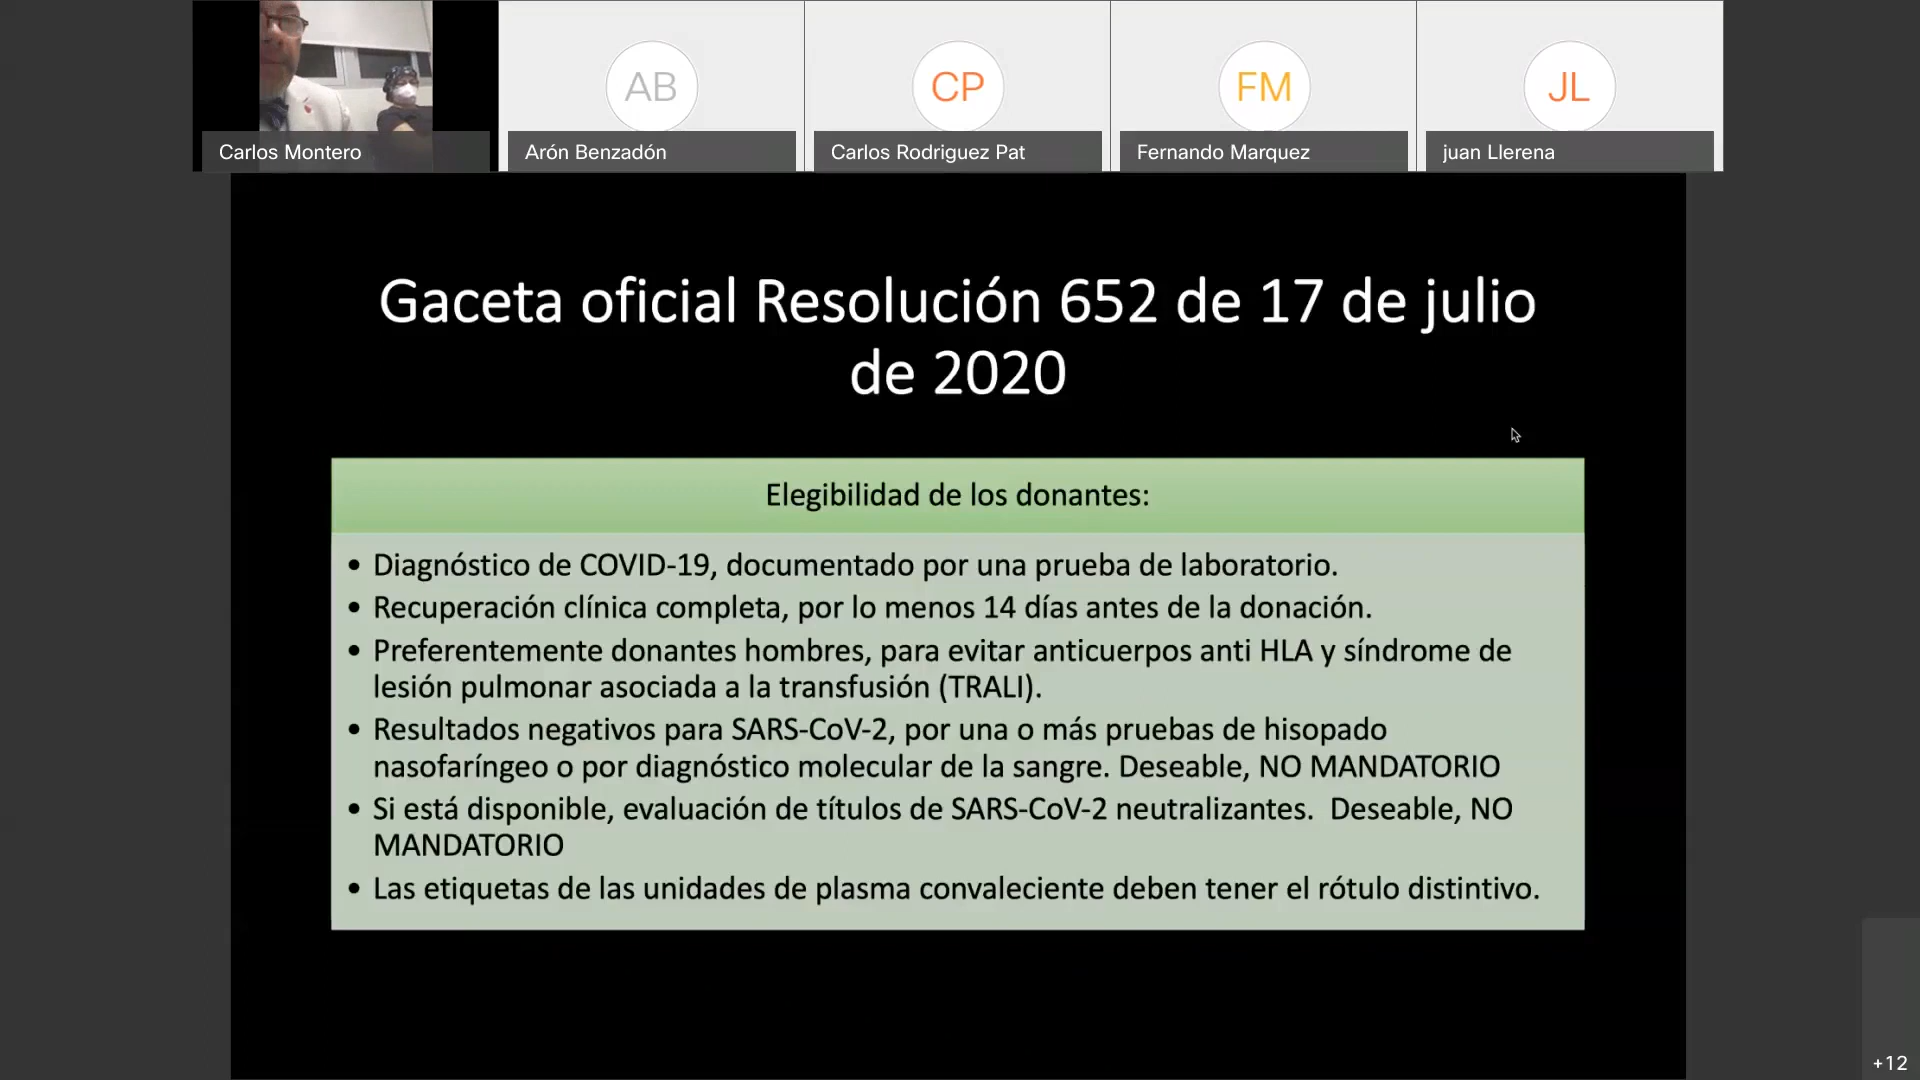 AB
CP
FM
JL
Carlos Montero
Arón Benzadón
Carlos Rodriguez Pat
Fernando Marquez
juan Llerena
Gaceta oficial Resolución 652 de 17 de julio
de 2020
Elegibilidad de los donantes:
• Diagnóstico de COVID-19, documentado por una prueba de laboratorio.
• Recuperación clínica completa, por lo menos 14 días antes de la donación.
• Preferentemente donantes hombres, para evitar anticuerpos anti HLA y síndrome de
lesión pulmonar asociada a la transfusión (TRALI).
• Resultados negativos para SARS-CoV-2, por una o más pruebas de hisopado
nasofaríngeo o por diagnóstico molecular de la sangre. Deseable, NO MANDATORIO
• Si está disponible, evaluación de títulos de SARS-CoV-2 neutralizantes.  Deseable, NO
MANDATORIO
• Las etiquetas de las unidades de plasma convaleciente deben tener el rótulo distintivo.
+12